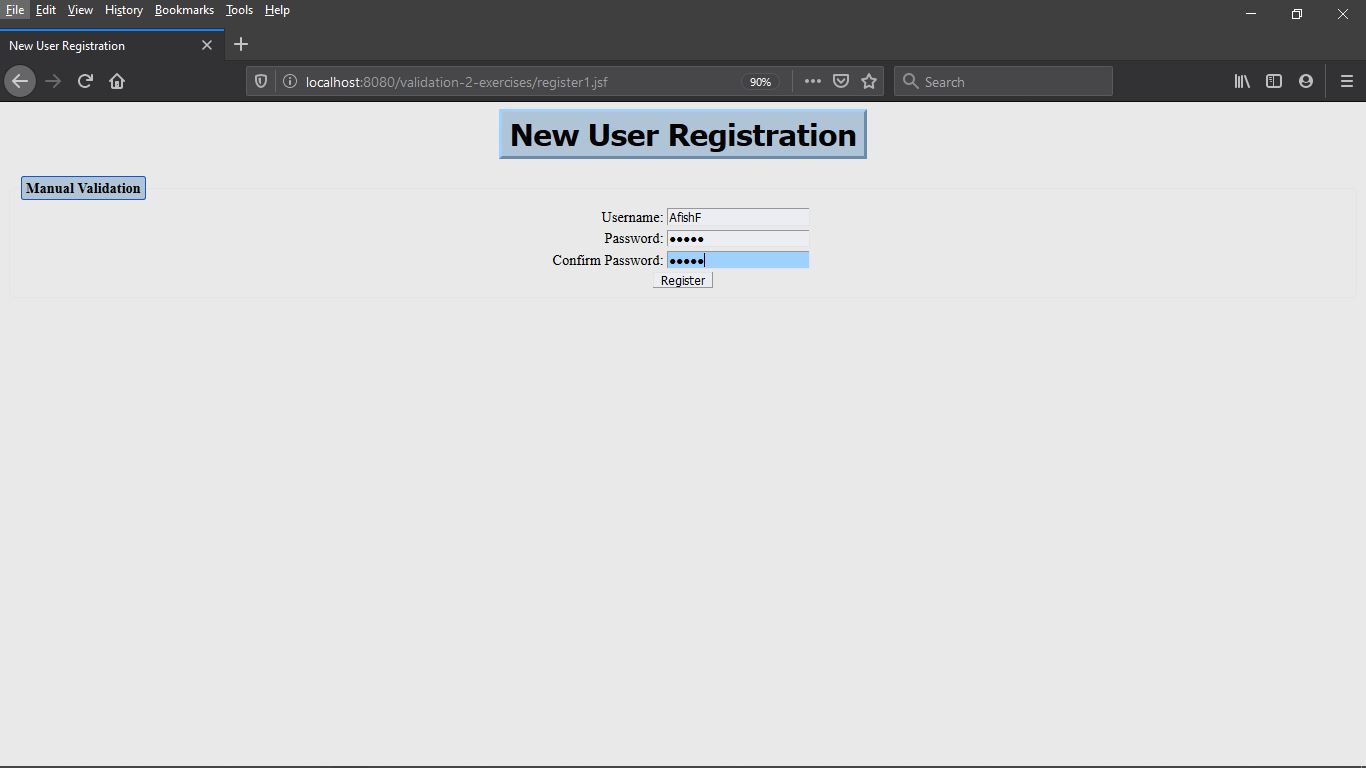 File Edit View History Bookmarks Tools Help
New User Registration
localhost:8080/validation-2-exercises/register1.jsf 90% Search
New User Registration
Manual Validation
Username: AfishF
Password: •••••
Confirm Password: •••••
Register